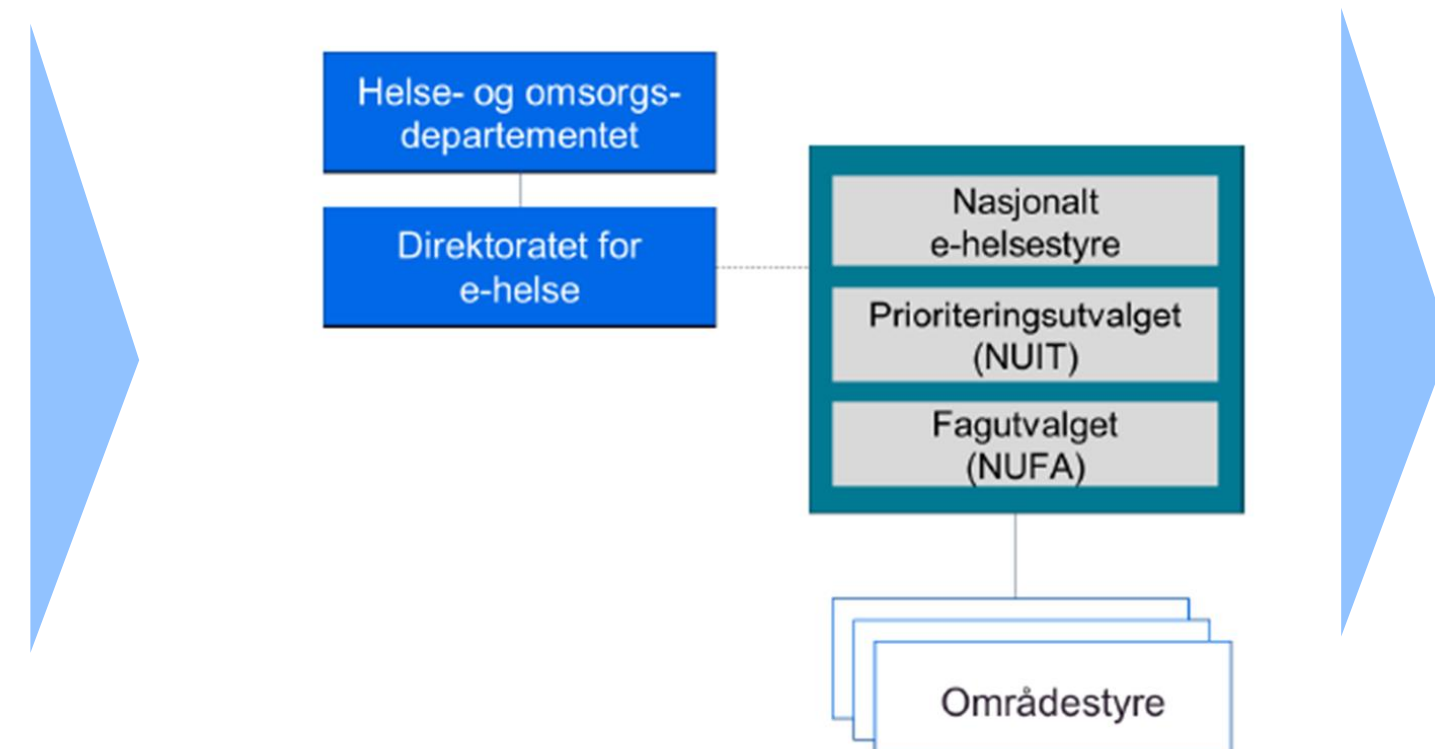 Helse- og omsorgs-
departementet
Direktoratet for
e-helse
Nasjonalt
e-helsestyre
Prioriteringsutvalget
(NUIT)
Fagutvalget
(NUFA)
Områdestyre